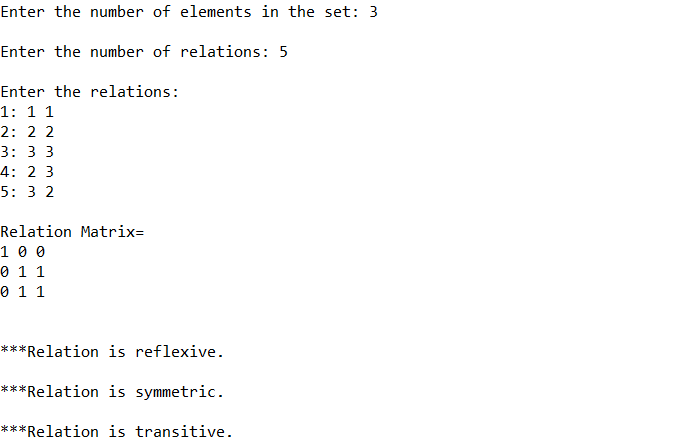 Enter the number of elements in the set: 3
Enter the number of relations: 5
Enter the relations:
1: 1 1
2: 2 2
3: 3 3
4: 2 3
5: 3 2
Relation Matrix=
1 0 0
0 1 1
0 1 1
***Relation is reflexive.
***Relation is symmetric.
***Relation is transitive.